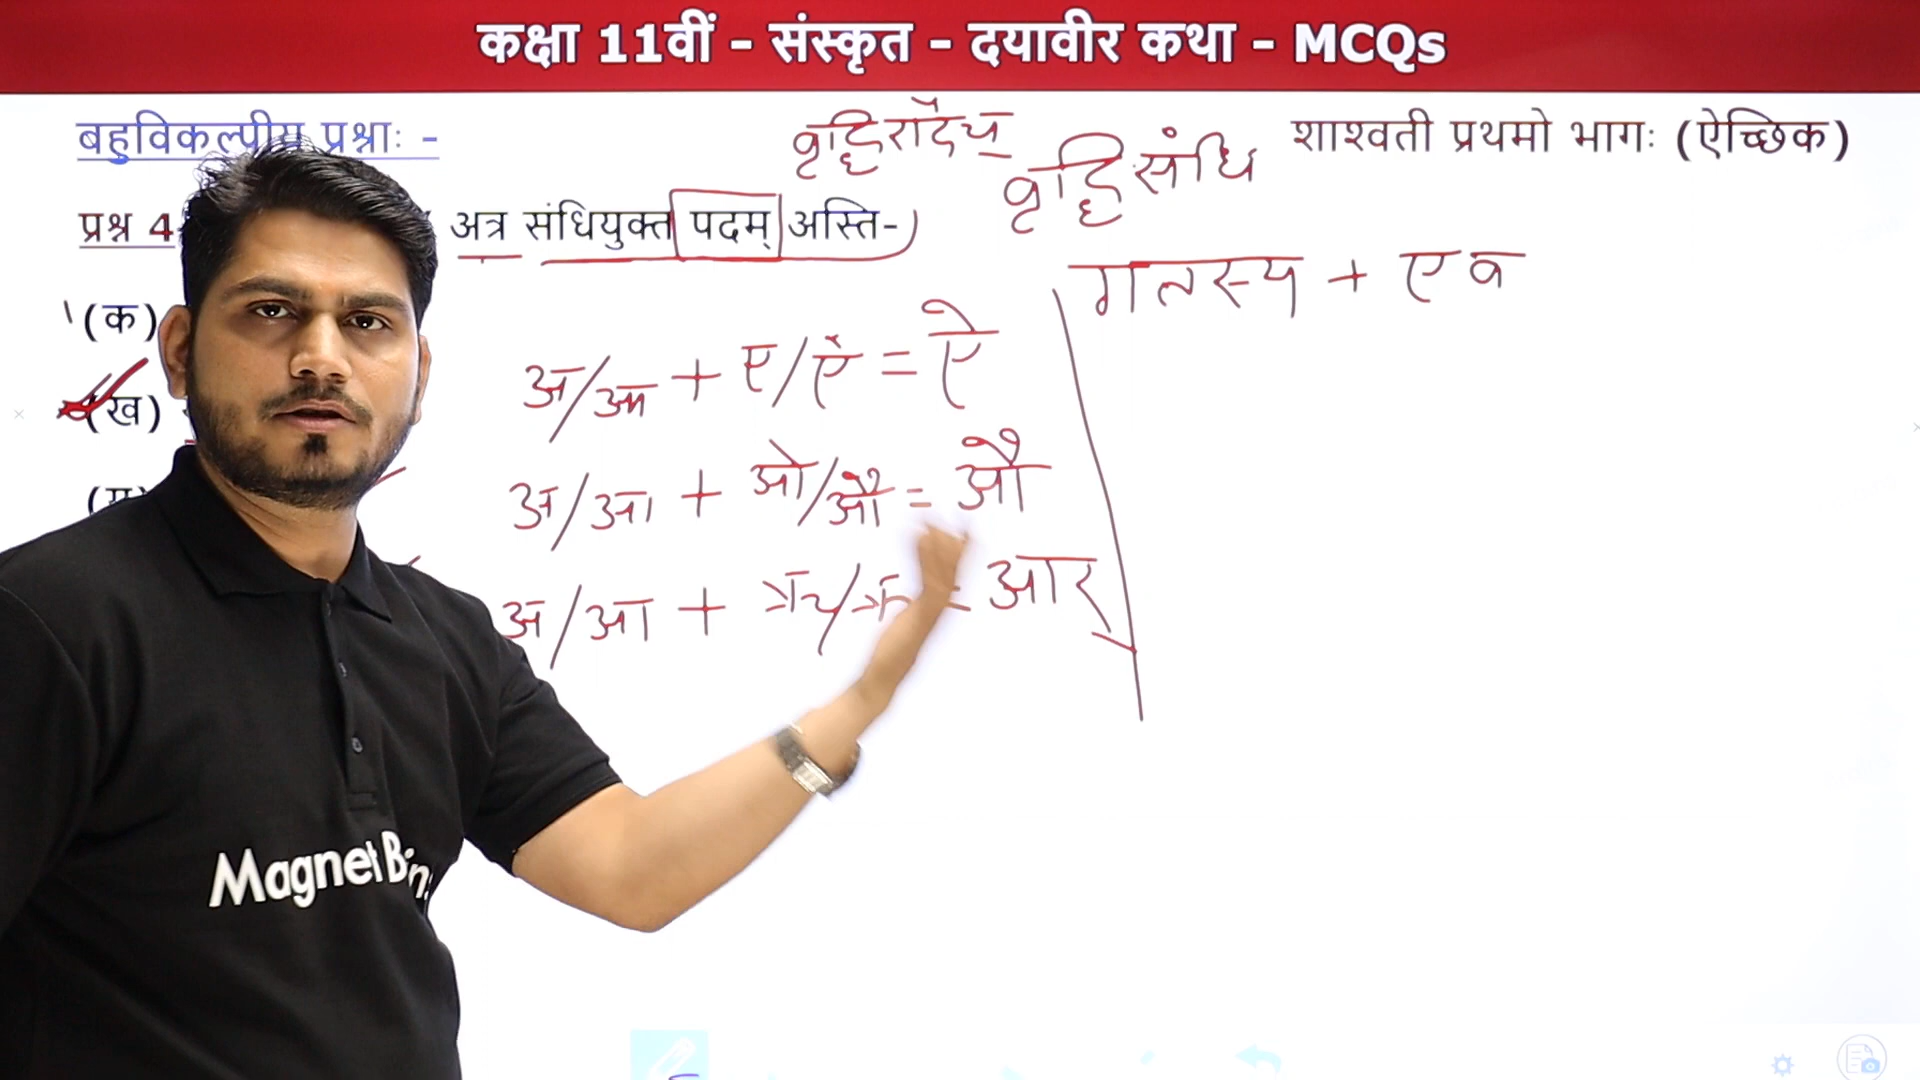 कक्षा 11वीं - संस्कृत - दयावीर कथा - MCQs
बहुविकल्पीय प्रश्नाः -
वृद्धिरादैच्
वृद्धि संधि
शाश्वती प्रथमो भागः (ऐच्छिक)
प्रश्न 4
अत्र संधियुक्त पदम् अस्ति-
गतस्य + एव
(क)
अ/आ + ए/ऐ = ऐ
(ख)
अ/आ + ओ/औ = औ
अ/आ + ऋ/ॠ = आर्
Magnet